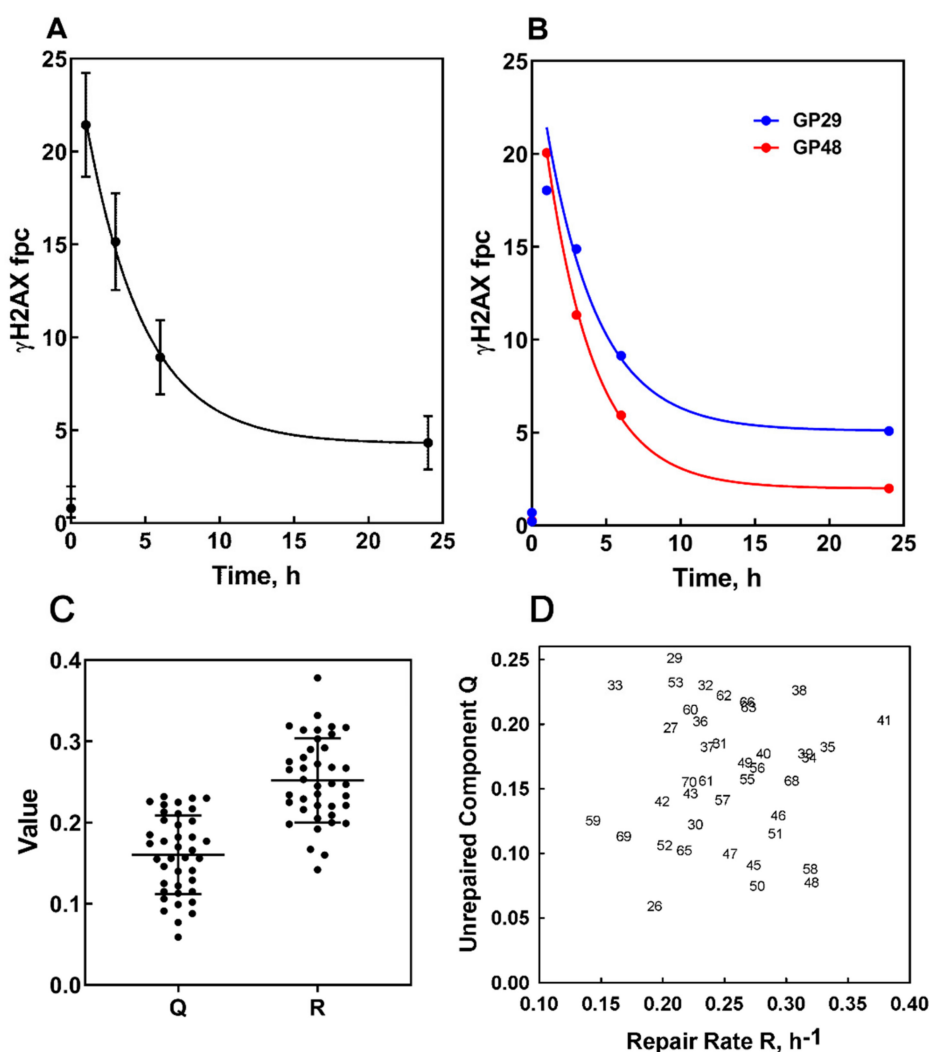 A
25
20
15
10
5
0
γH2AX fpc
0 5 10 15 20 25
Time, h
B
25
20
15
10
5
0
γH2AX fpc
GP29
GP48
0 5 10 15 20 25
Time, h
C
0.4
0.3
0.2
0.1
0.0
Value
Q R
D
0.25
0.20
0.15
0.10
0.05
0.00
Unrepaired Component Q
29
33 53 32 38
62
60 66
63
27 36 41
37 35
40 39
49 56
70 61 55 68
43
42 57
59 30 46
69 51
52 65 47
45 58
50 48
26
0.10 0.15 0.20 0.25 0.30 0.35 0.40
Repair Rate R, h-1